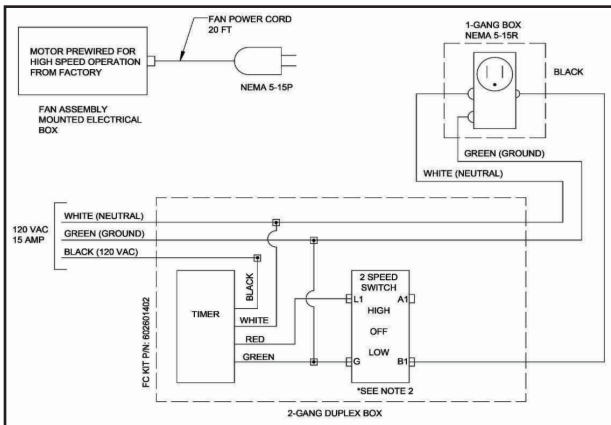 FAN POWER CORD
20 FT
MOTOR PREWIRED FOR
HIGH SPEED OPERATION
FROM FACTORY
NEMA 5-15P
FAN ASSEMBLY
MOUNTED ELECTRICAL
BOX
1-GANG BOX
NEMA 5-15R
BLACK
GREEN (GROUND)
WHITE (NEUTRAL)
120 VAC
15 AMP
WHITE (NEUTRAL)
GREEN (GROUND)
BLACK (120 VAC)
FC KIT P/N: 602601402
TIMER
BLACK
WHITE
RED
GREEN
2 SPEED
SWITCH
L1
A1
HIGH
OFF
LOW
G
B1
*SEE NOTE 2
2-GANG DUPLEX BOX